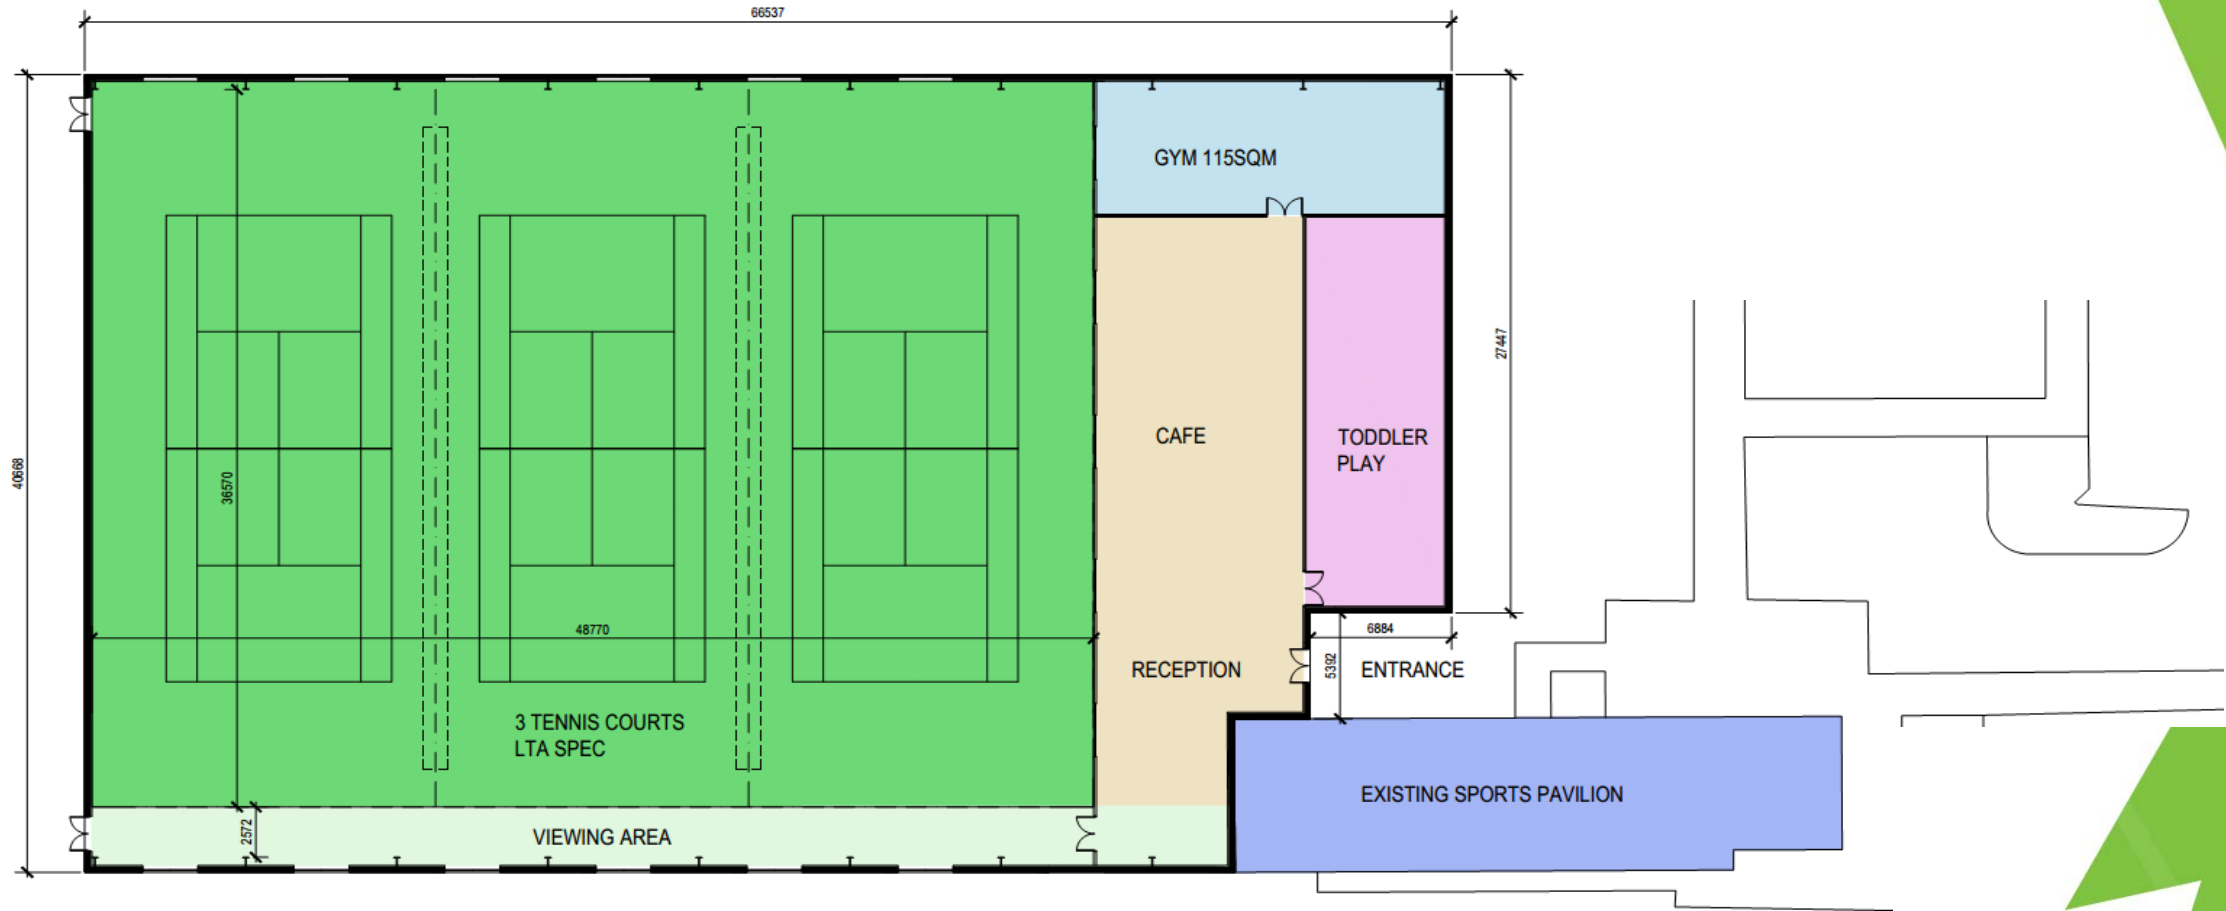 66537
GYM 115SQM
27447
CAFE
TODDLER
PLAY
40668
36570
48770
6884
5392
RECEPTION
ENTRANCE
3 TENNIS COURTS
LTA SPEC
EXISTING SPORTS PAVILION
2572
VIEWING AREA